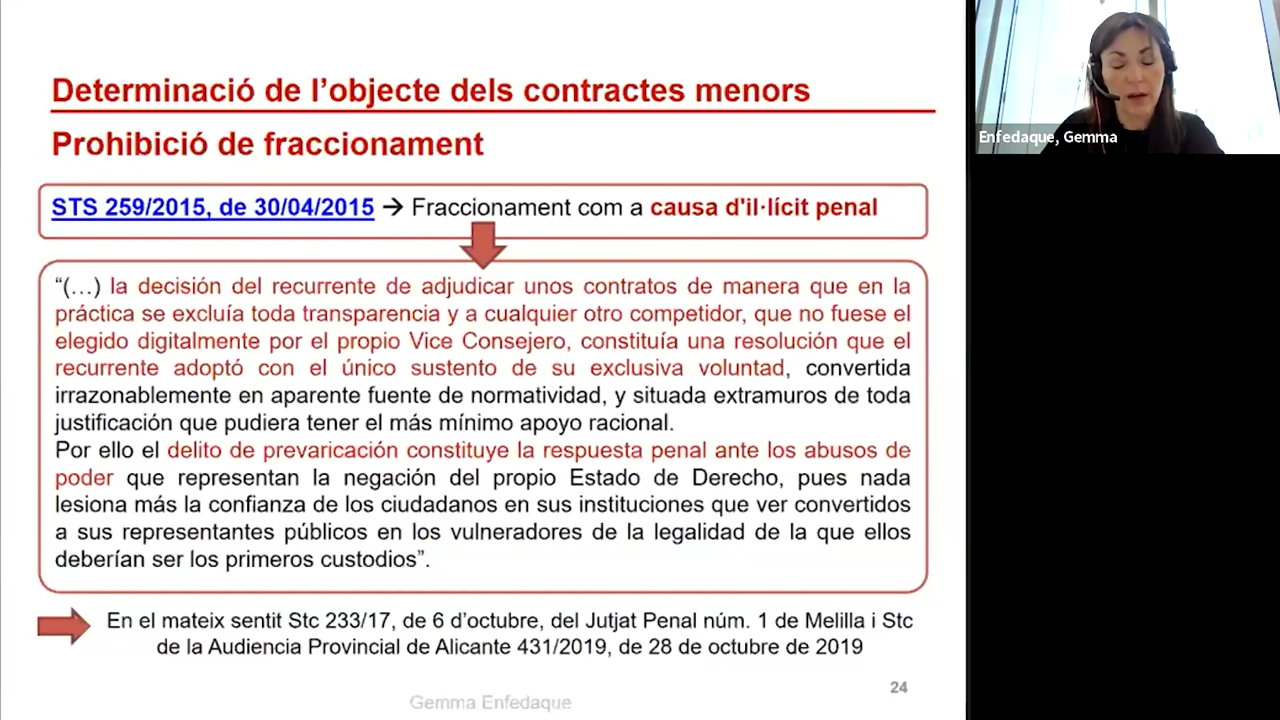 Determinació de l’objecte dels contractes menors
Prohibició de fraccionament
STS 259/2015, de 30/04/2015 → Fraccionament com a causa d'il·lícit penal
“(…) la decisión del recurrente de adjudicar unos contratos de manera que en la
práctica se excluía toda transparencia y a cualquier otro competidor, que no fuese el
elegido digitalmente por el propio Vice Consejero, constituía una resolución que el
recurrente adoptó con el único sustento de su exclusiva voluntad, convertida
irrazonablemente en aparente fuente de normatividad, y situada extramuros de toda
justificación que pudiera tener el más mínimo apoyo racional.
Por ello el delito de prevaricación constituye la respuesta penal ante los abusos de
poder que representan la negación del propio Estado de Derecho, pues nada
lesiona más la confianza de los ciudadanos en sus instituciones que ver convertidos
a sus representantes públicos en los vulneradores de la legalidad de la que ellos
deberían ser los primeros custodios”.
En el mateix sentit Stc 233/17, de 6 d’octubre, del Jutjat Penal núm. 1 de Melilla i Stc
de la Audiencia Provincial de Alicante 431/2019, de 28 de octubre de 2019
24
Gemma Enfedaque
Enfedaque, Gemma